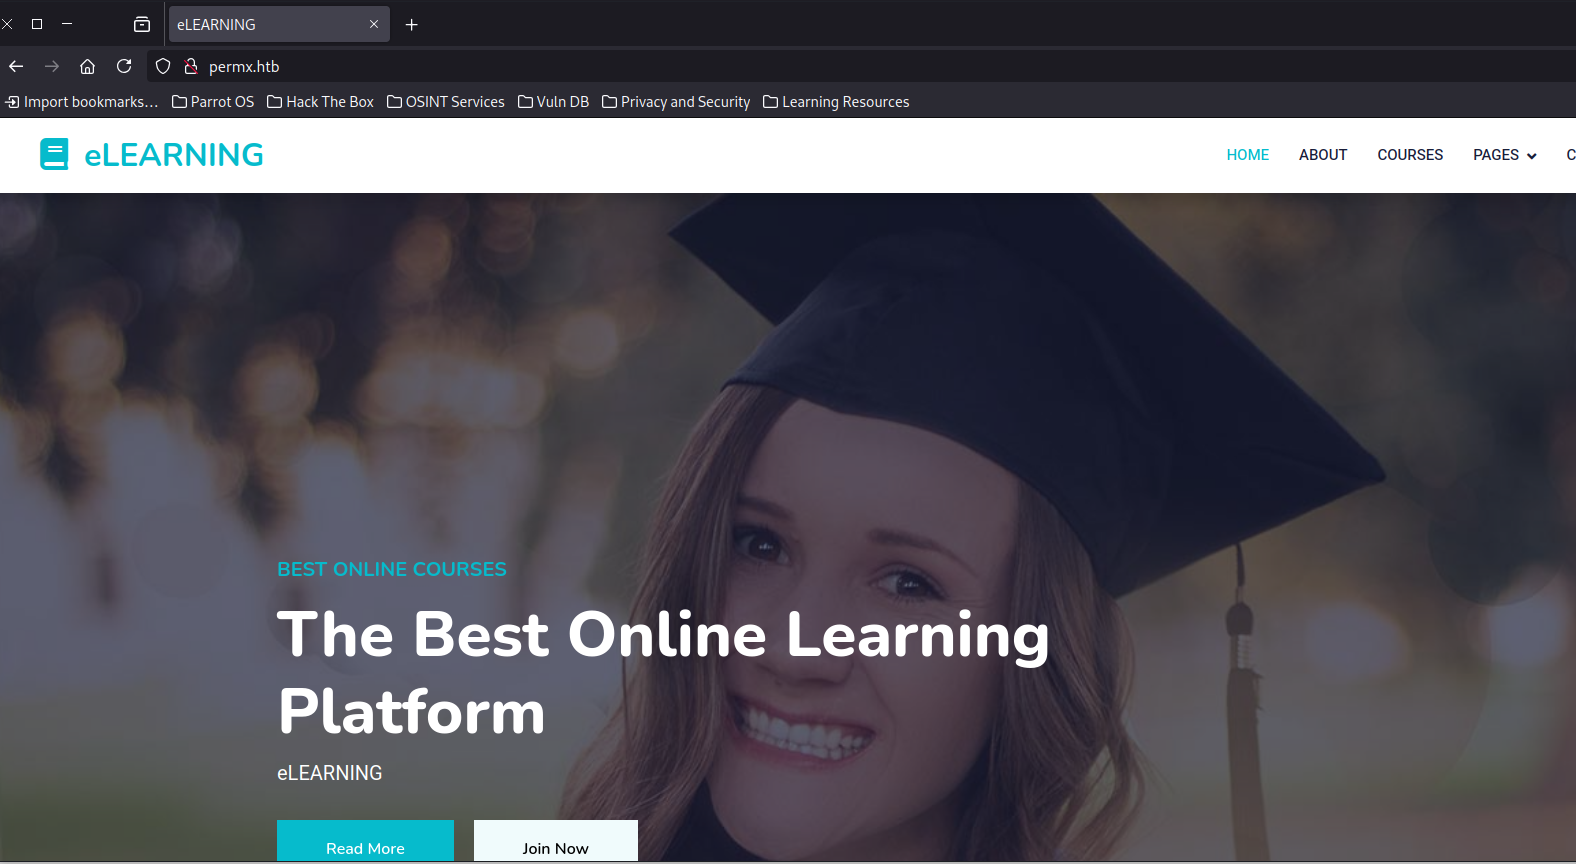 eLEARNING
permx.htb
Import bookmarks... Parrot OS Hack The Box OSINT Services Vuln DB Privacy and Security Learning Resources
eLEARNING HOME ABOUT COURSES PAGES C
BEST ONLINE COURSES
The Best Online Learning
Platform
eLEARNING
Read More Join Now